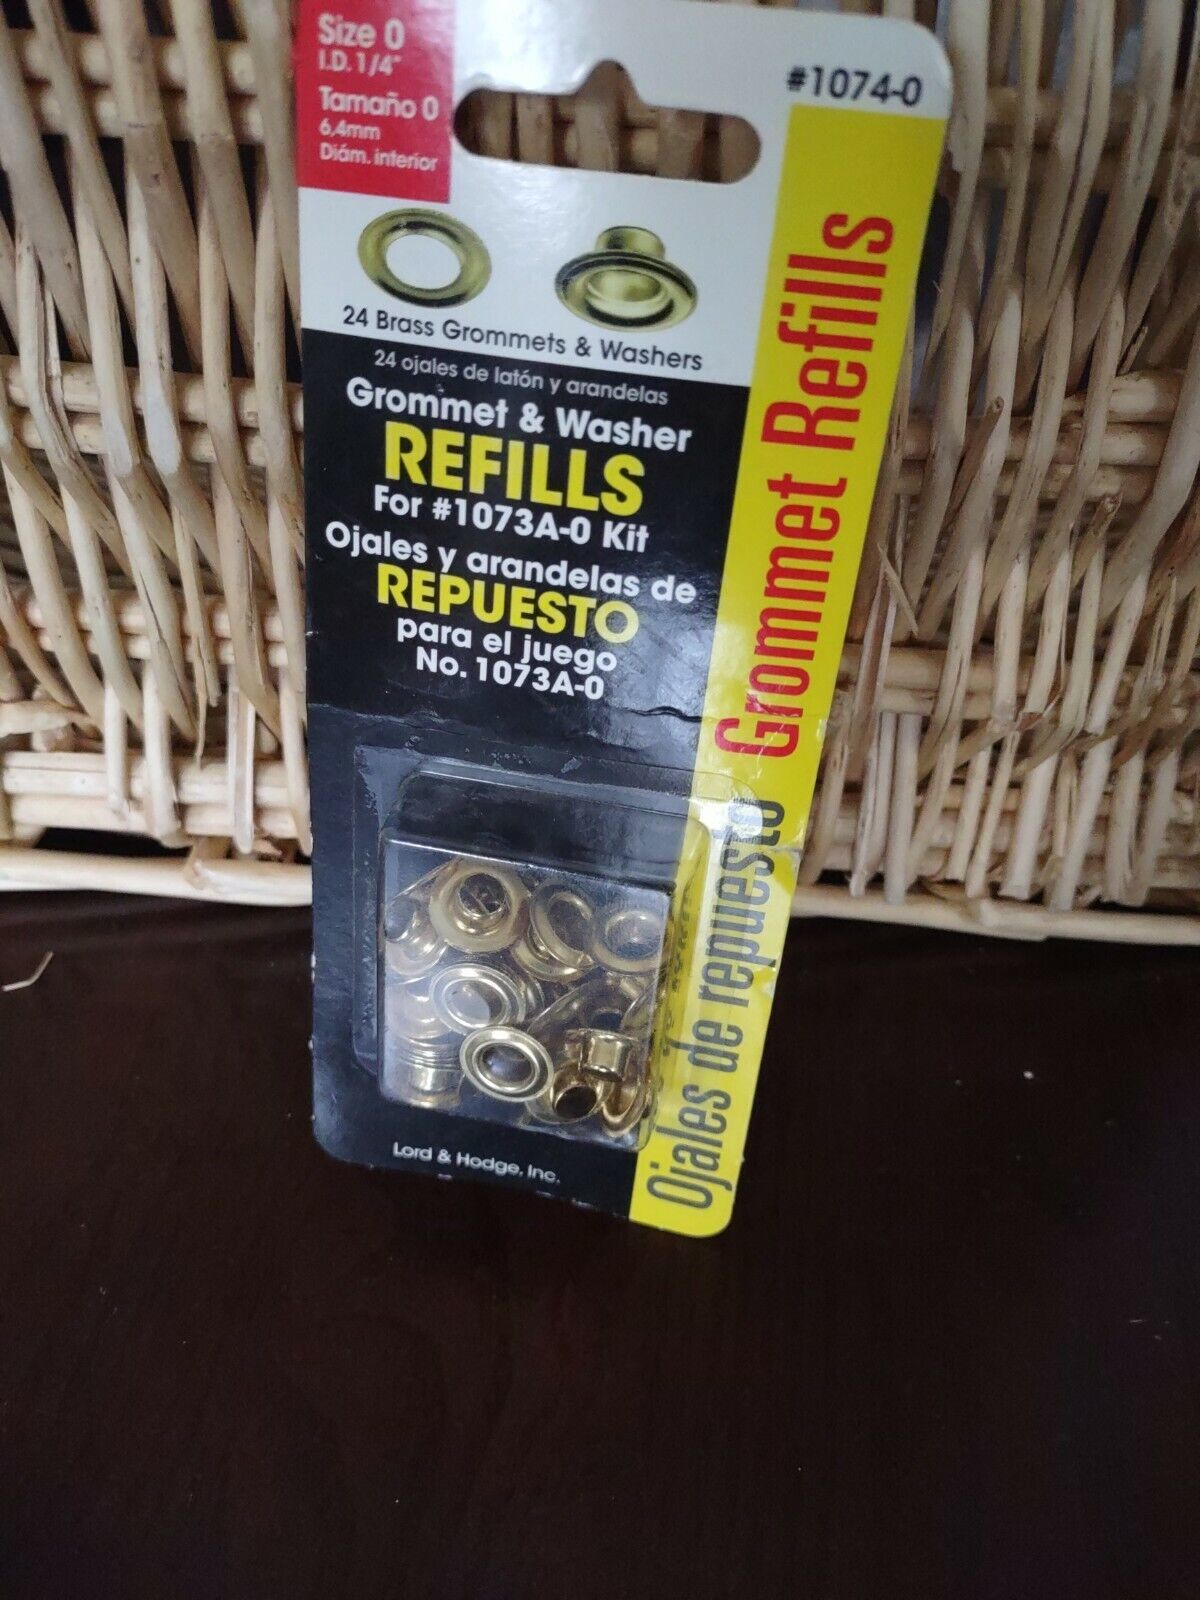 Size 0
I.D. 1/4"
Tamaño 0
6,4mm
Diám. interior
#1074-0
24 Brass Grommets & Washers
24 ojales de latón y arandelas
Grommet & Washer
REFILLS
For #1073A-0 Kit
Ojales y arandelas de
REPUESTO
para el juego
No. 1073A-0
Grommet Refills
Ojales de repuesto
Lord & Hodge, Inc.